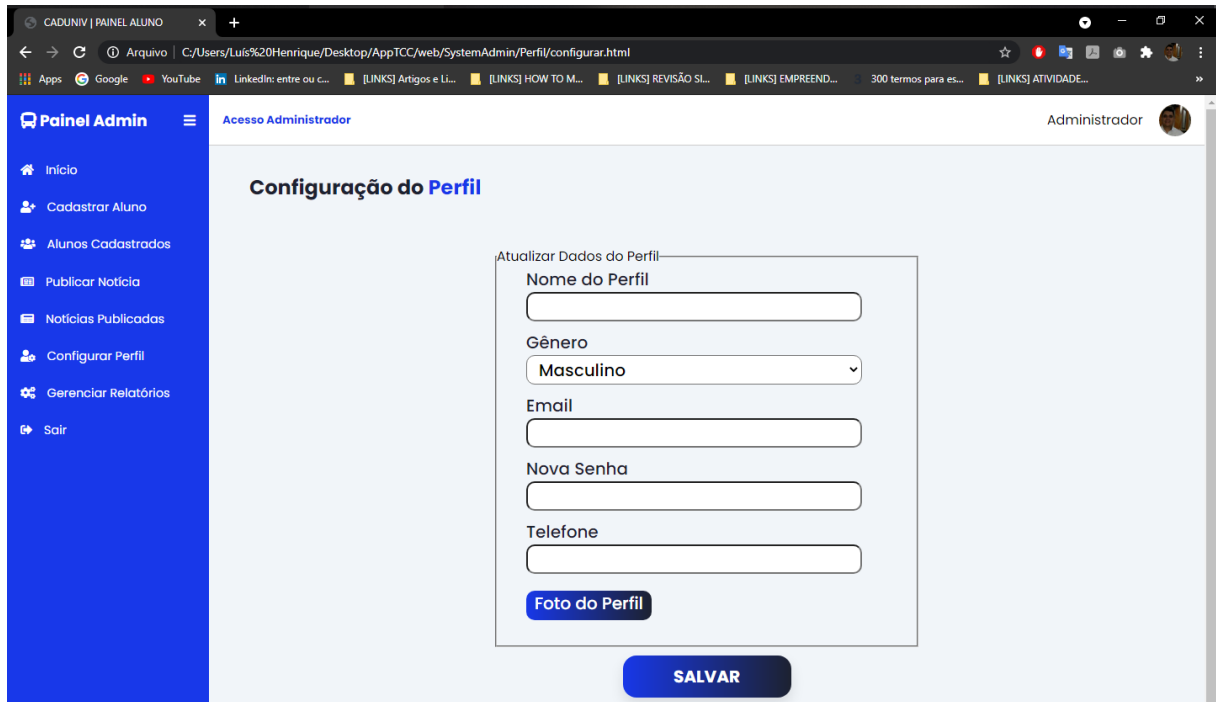 CADUNIV | PAINEL ALUNO
Arquivo | C:/Users/Luís%20Henrique/Desktop/AppTCC/web/SystemAdmin/Perfil/configurar.html
Apps Google YouTube LinkedIn: entre ou c... [LINKS] Artigos e Li... [LINKS] HOW TO M... [LINKS] REVISÃO SI... [LINKS] EMPREEND... 300 termos para es... [LINKS] ATIVIDADE... »
Painel Admin
Acesso Administrador
Administrador
Início
Cadastrar Aluno
Alunos Cadastrados
Publicar Notícia
Notícias Publicadas
Configurar Perfil
Gerenciar Relatórios
Sair
Configuração do Perfil
Atualizar Dados do Perfil
Nome do Perfil
Gênero
Masculino
Email
Nova Senha
Telefone
Foto do Perfil
SALVAR